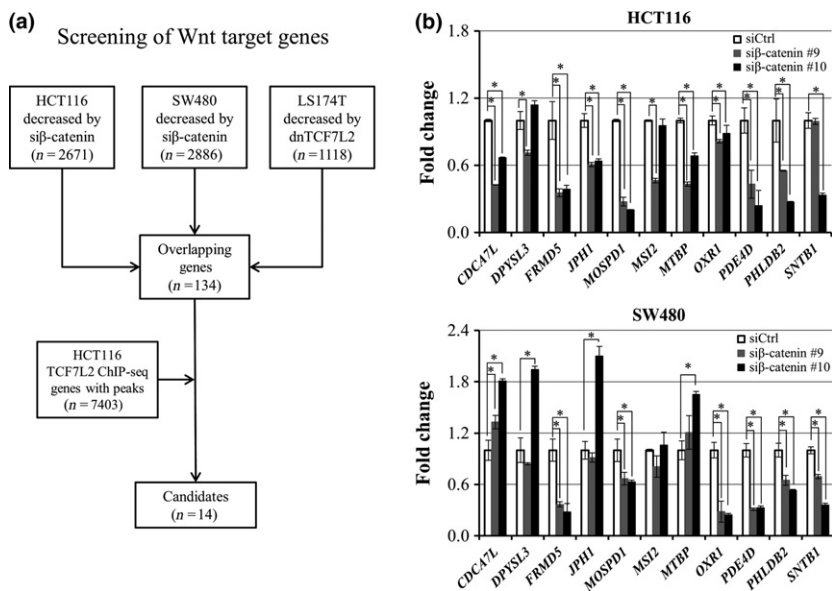 (a)
Screening of Wnt target genes
HCT116
decreased by
siβ-catenin
(n = 2671)
SW480
decreased by
siβ-catenin
(n = 2886)
LS174T
decreased by
dnTCF7L2
(n = 1118)
Overlapping
genes
(n = 134)
HCT116
TCF7L2 ChIP-seq
genes with peaks
(n = 7403)
Candidates
(n = 14)
(b)
HCT116
Fold change
1.8
1.2
0.6
0.0
siCtrl
siβ-catenin #9
siβ-catenin #10
* * * * * * * * * * * * * * * * * *
CDCA7L
DPYSL3
FRMD5
JPH1
MOSPD1
MSI2
MTBP
OXR1
PDE4D
PHLDB2
SNTB1
SW480
Fold change
2.4
1.8
1.2
0.6
0.0
siCtrl
siβ-catenin #9
siβ-catenin #10
* * * * * * * * * * * * * * * * *
CDCA7L
DPYSL3
FRMD5
JPH1
MOSPD1
MSI2
MTBP
OXR1
PDE4D
PHLDB2
SNTB1